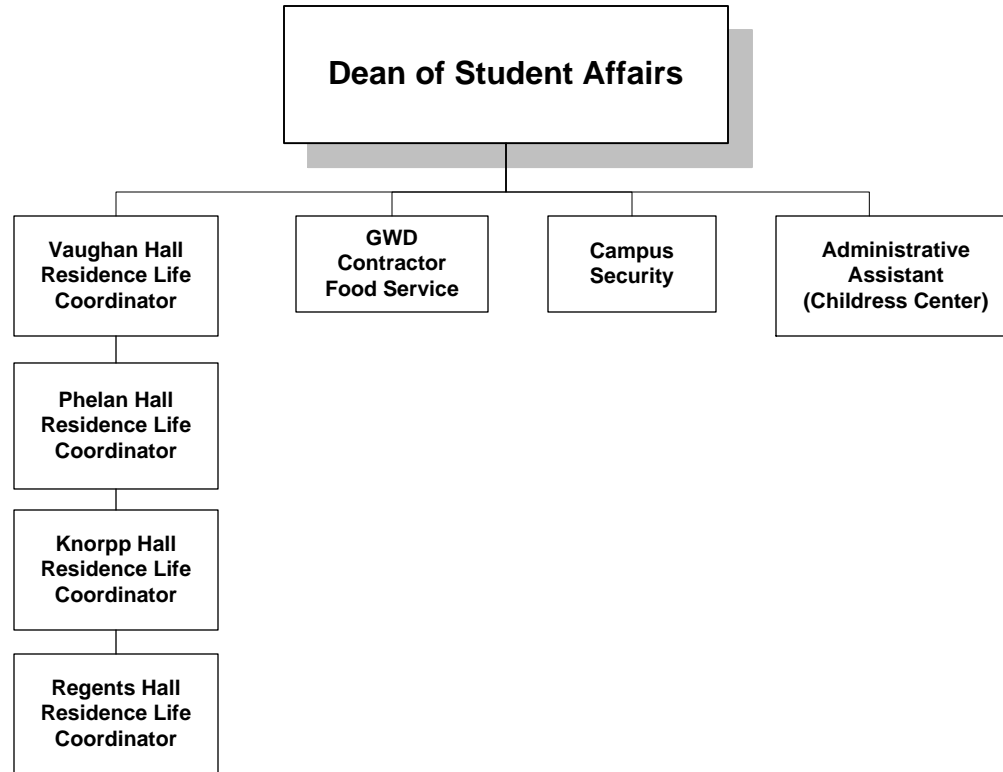 Dean of Student Affairs
Vaughan Hall
Residence Life
Coordinator
GWD
Contractor
Food Service
Campus
Security
Administrative
Assistant
(Childress Center)
Phelan Hall
Residence Life
Coordinator
Knorpp Hall
Residence Life
Coordinator
Regents Hall
Residence Life
Coordinator